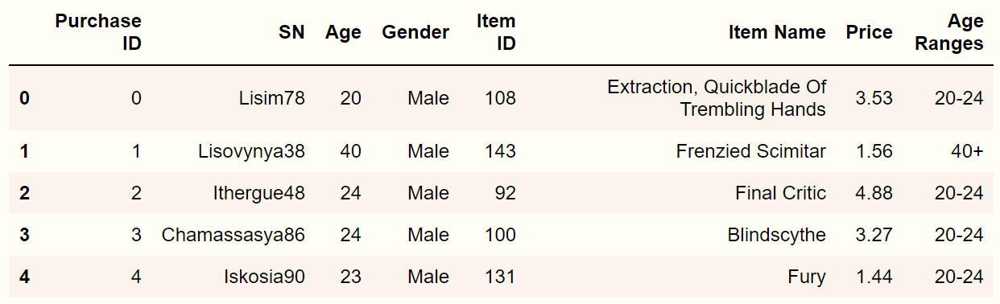 Purchase ID SN Age Gender Item ID Item Name Price Age Ranges
0 0 Lisim78 20 Male 108 Extraction, Quickblade Of Trembling Hands 3.53 20-24
1 1 Lisovynya38 40 Male 143 Frenzied Scimitar 1.56 40+
2 2 Ithergue48 24 Male 92 Final Critic 4.88 20-24
3 3 Chamassasya86 24 Male 100 Blindscythe 3.27 20-24
4 4 Iskosia90 23 Male 131 Fury 1.44 20-24